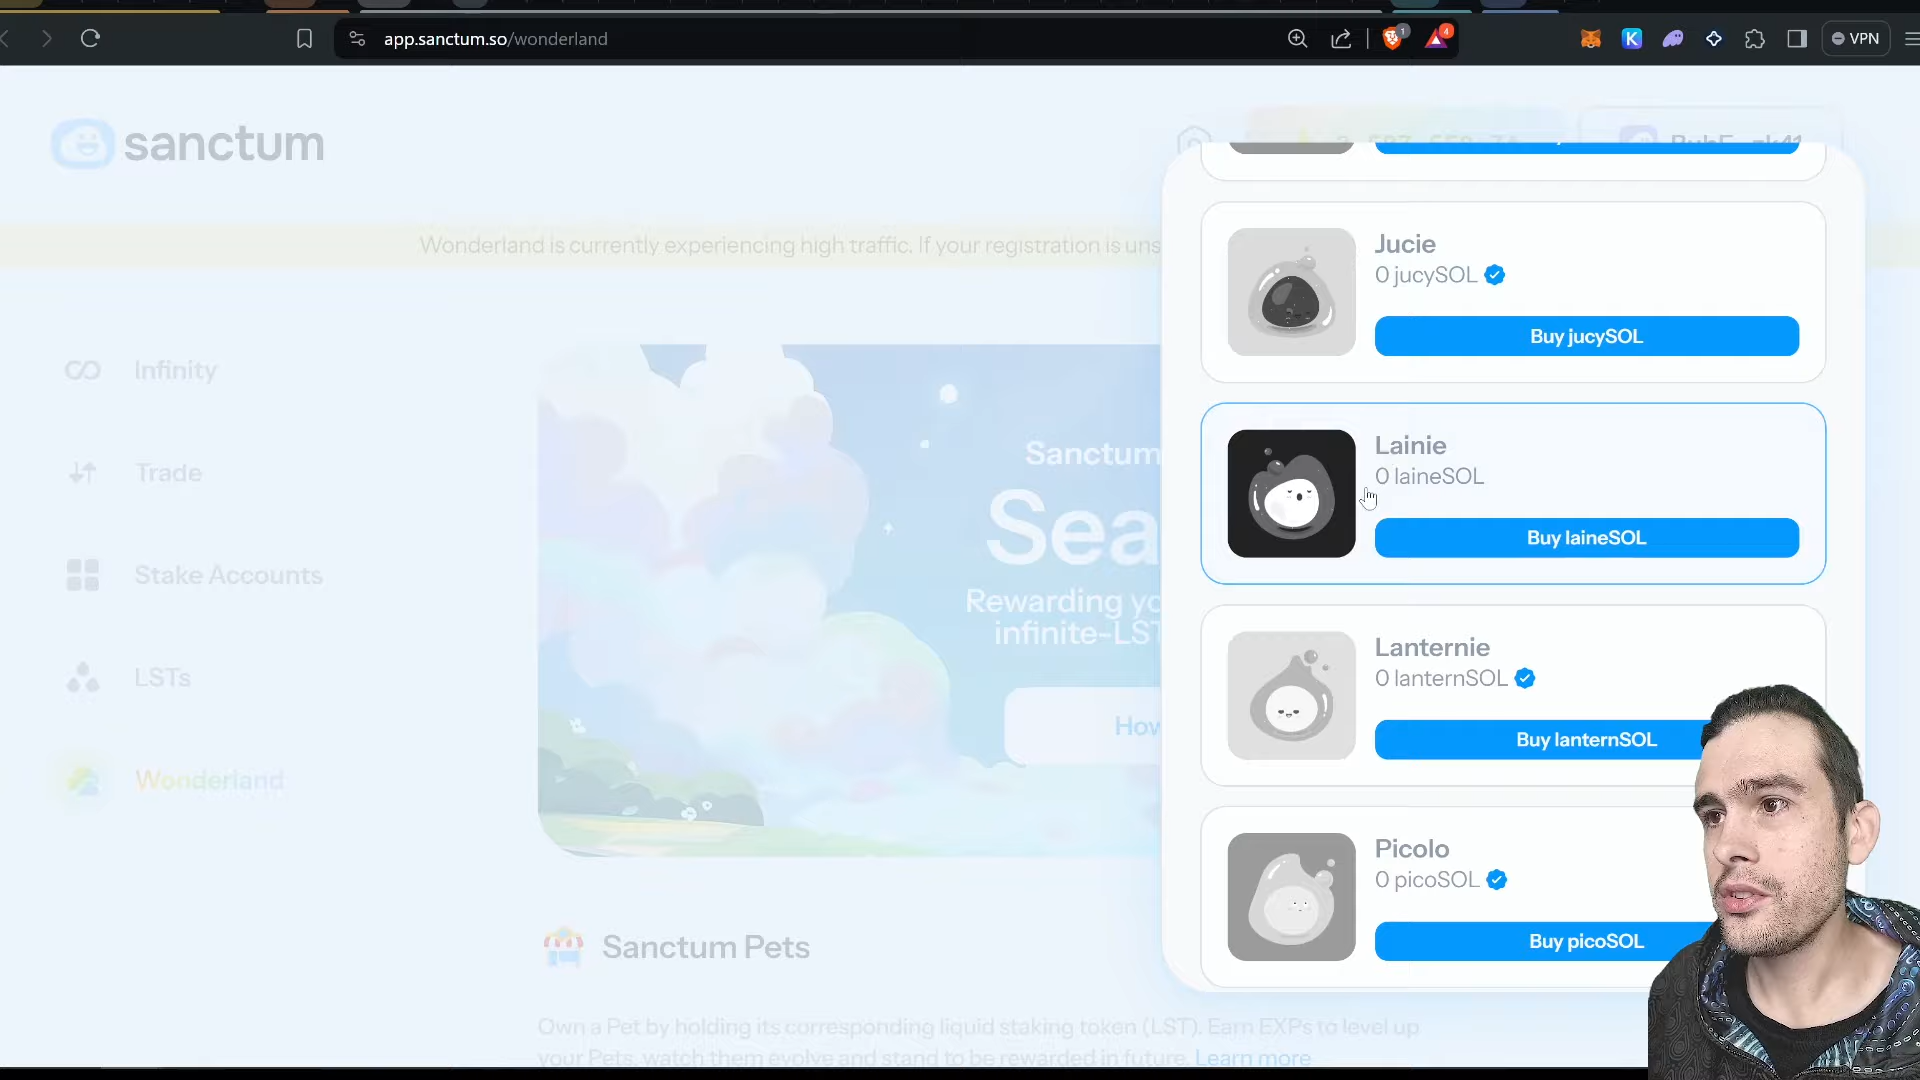 app.sanctum.so/wonderland
1
4
VPN
sanctum
Wonderland is currently experiencing high traffic. If your registration is uns
Infinity
Trade
Stake Accounts
LSTs
Wonderland
Sanctum
Sea
Rewarding yo
infinite-LST
How
Sanctum Pets
Own a Pet by holding its corresponding liquid staking token (LST). Earn EXPs to level up
your Pets, watch them evolve and stand to be rewarded in future. Learn more
Jucie
0 jucySOL
Buy jucySOL
Lainie
0 laineSOL
Buy laineSOL
Lanternie
0 lanternSOL
Buy lanternSOL
Picolo
0 picoSOL
Buy picoSOL